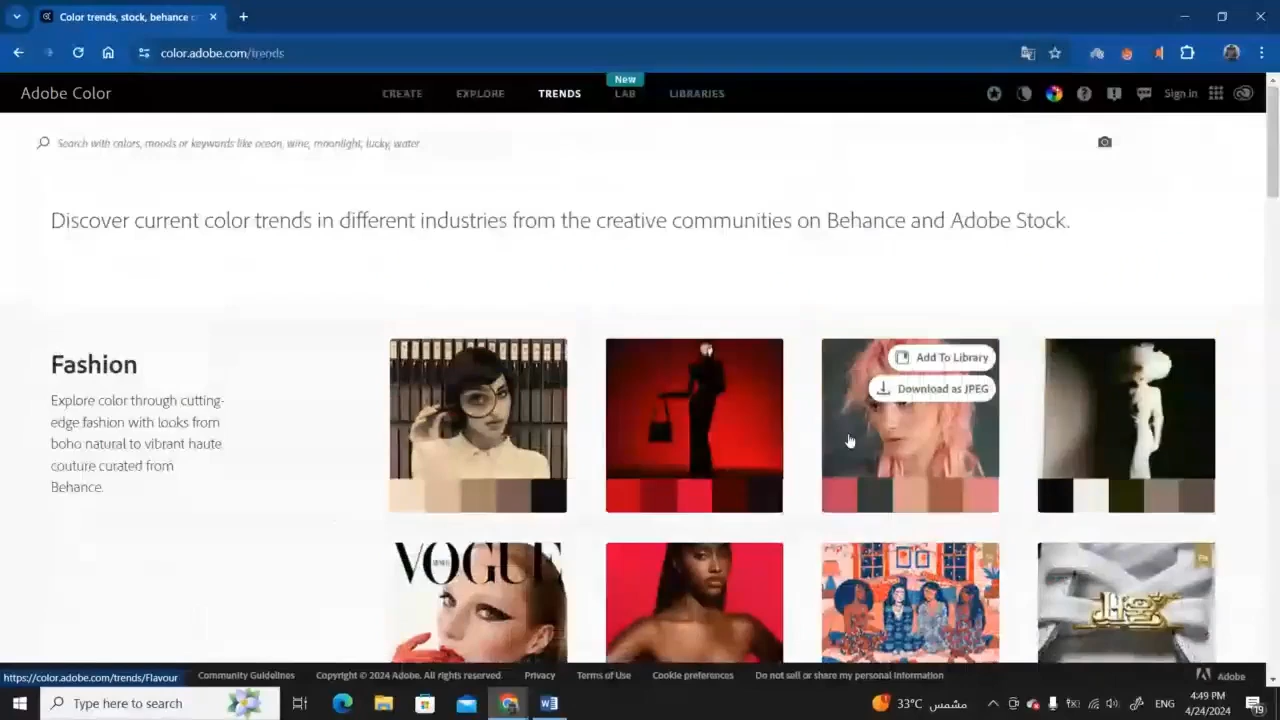 Color trends, stock, behance c
color.adobe.com/trends
New
Adobe Color
CREATE
EXPLORE
TRENDS
LAB
LIBRARIES
Sign in
Search with colors, moods or keywords like ocean, wine, moonlight, lucky, water
Discover current color trends in different industries from the creative communities on Behance and Adobe Stock.
Fashion
Explore color through cutting-
edge fashion with looks from
boho natural to vibrant haute
couture curated from
Behance.
Add To Library
Download as JPEG
VOGUE
https://color.adobe.com/trends/Flavour
Community Guidelines
Copyright © 2024 Adobe. All rights reserved.
Privacy
Terms of Use
Cookie preferences
Do not sell or share my personal information
Adobe
Type here to search
33°C
مشمس
ENG
4:49 PM
4/24/2024
19